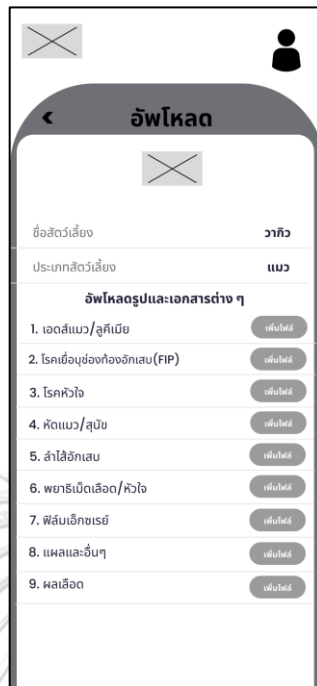 อัพโหลด
ชื่อสัตว์เลี้ยง วากิว
ประเภทสัตว์เลี้ยง แมว
อัพโหลดรูปและเอกสารต่าง ๆ
1. เอดส์แมว/ลูคีเมีย เพิ่มไฟล์
2. โรคเยื่อบุช่องท้องอักเสบ(FIP) เพิ่มไฟล์
3. โรคหัวใจ เพิ่มไฟล์
4. หัดแมว/สุนัข เพิ่มไฟล์
5. ลำไส้อักเสบ เพิ่มไฟล์
6. พยาธิเม็ดเลือด/หัวใจ เพิ่มไฟล์
7. ฟิล์มเอ็กซเรย์ เพิ่มไฟล์
8. แผลและอื่นๆ เพิ่มไฟล์
9. ผลเลือด เพิ่มไฟล์